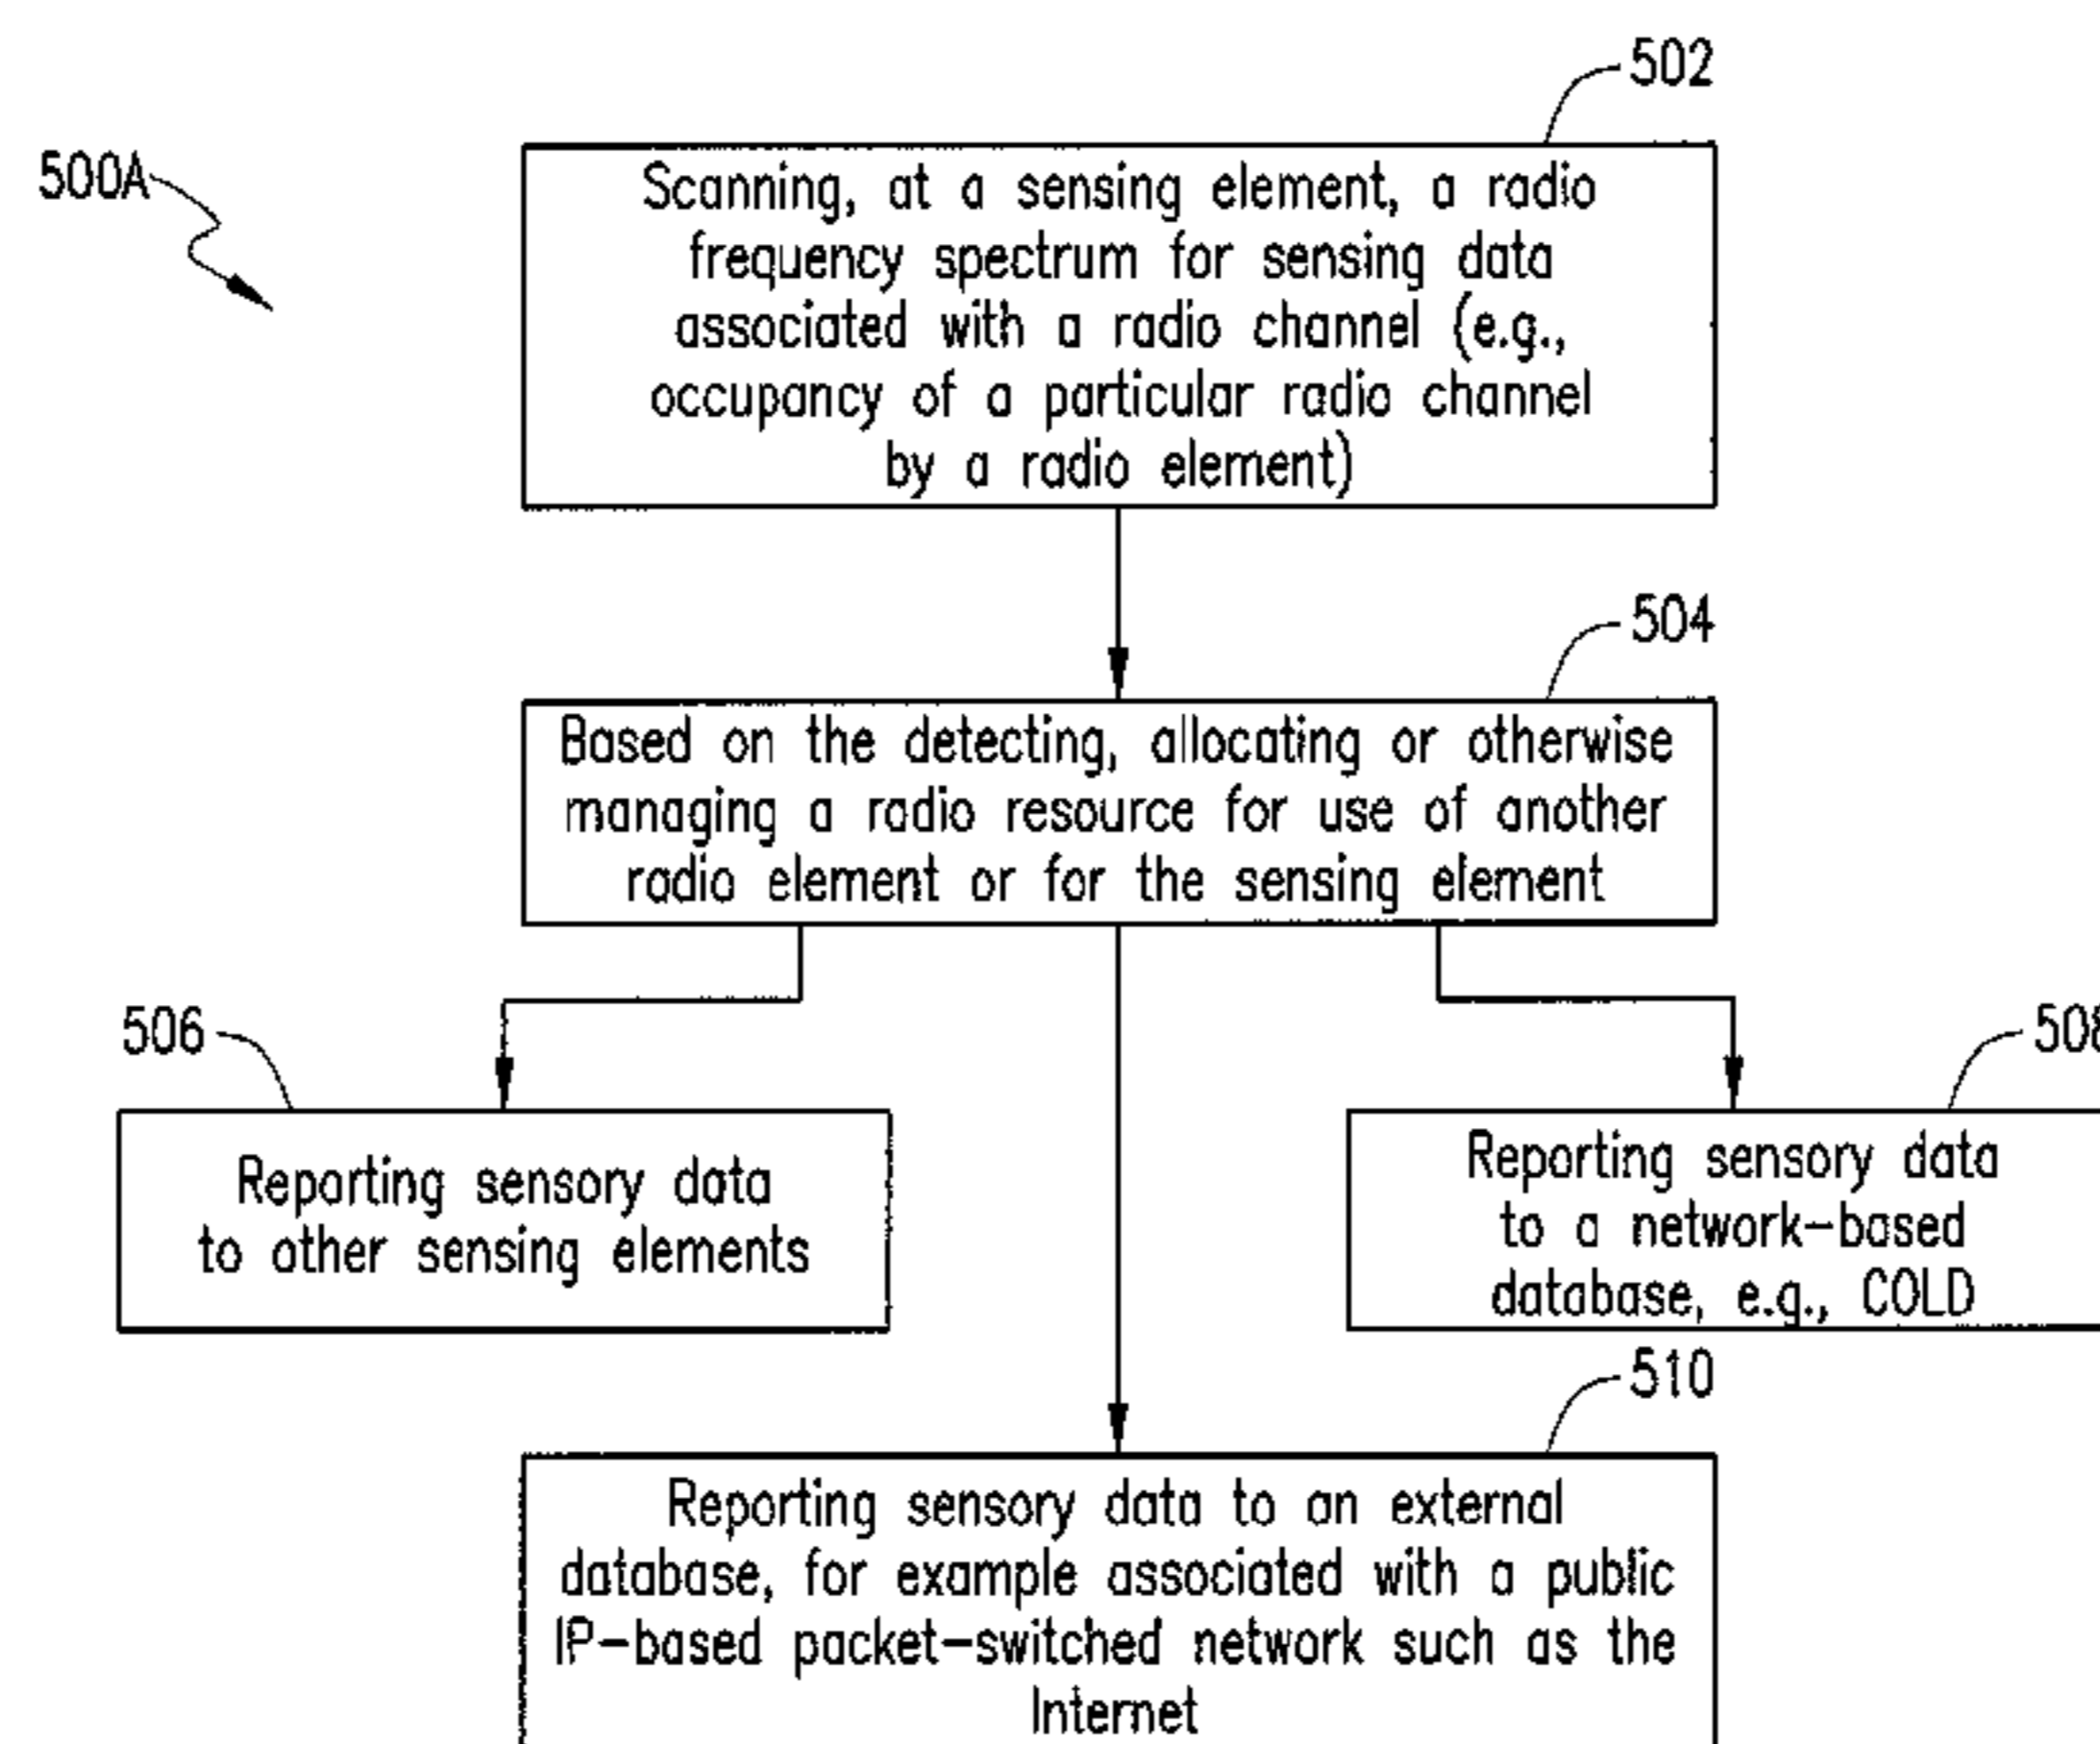 502
500A
Scanning, at a sensing element, a radio
frequency spectrum for sensing data
associated with a radio channel (e.g.,
occupancy of a particular radio channel
by a radio element)
504
Based on the detecting, allocating or otherwise
managing a radio resource for use of another
radio element or for the sensing element
506
508
Reporting sensory data
to other sensing elements
Reporting sensory data
to a network-based
database, e.g., COLD
510
Reporting sensory data to an external
database, for example associated with a public
IP-based packet-switched network such as the
Internet